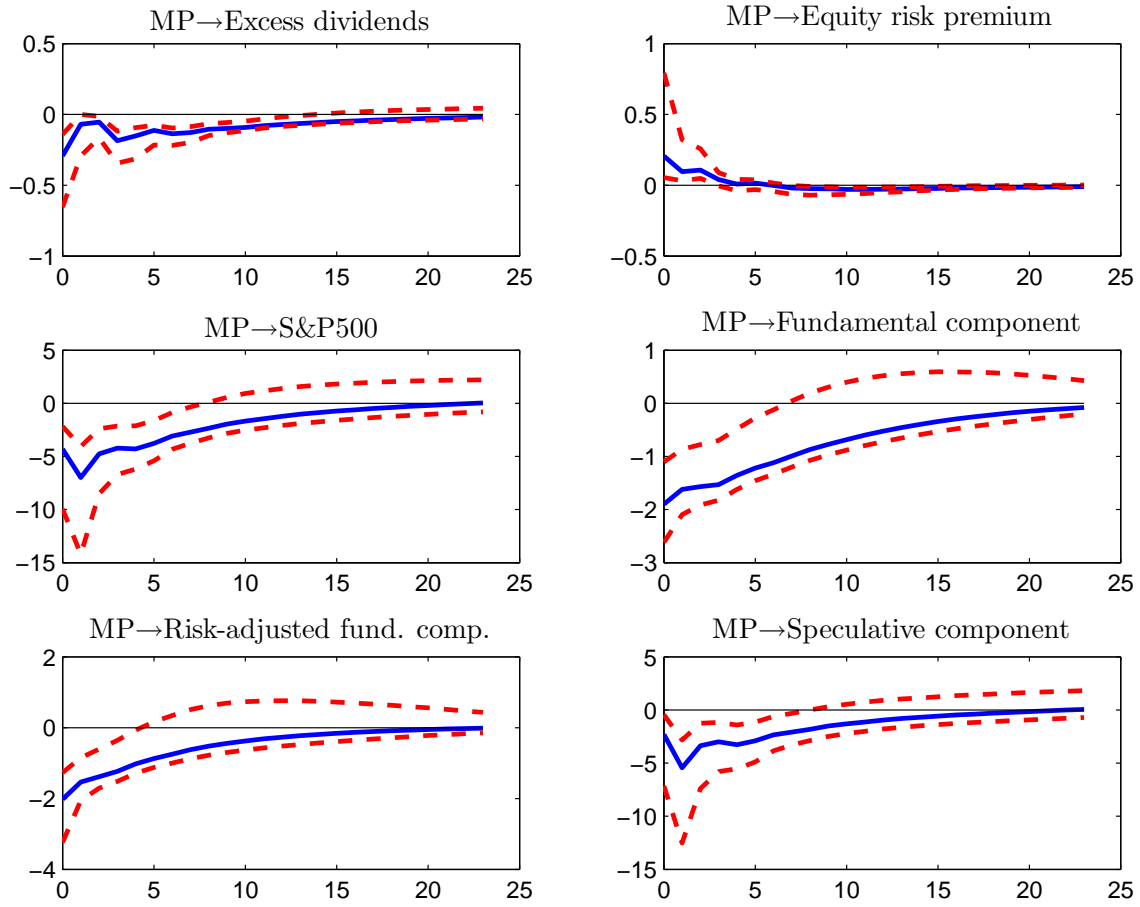 MP→Excess dividends
0.5
0
−0.5
−1
0 5 10 15 20 25
MP→Equity risk premium
1
0.5
0
−0.5
0 5 10 15 20 25
MP→S&P500
5
0
−5
−10
−15
0 5 10 15 20 25
MP→Fundamental component
1
0
−1
−2
−3
0 5 10 15 20 25
MP→Risk-adjusted fund. comp.
2
0
−2
−4
0 5 10 15 20 25
MP→Speculative component
5
0
−5
−10
−15
0 5 10 15 20 25